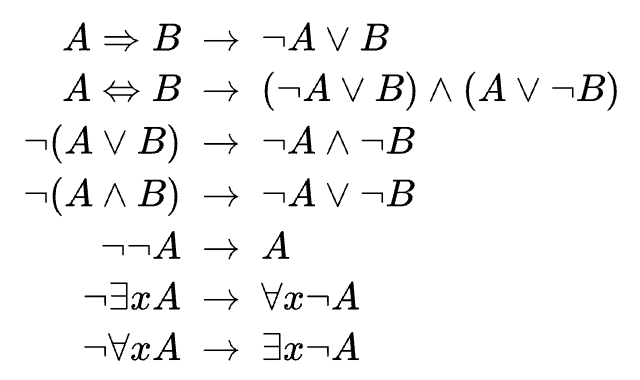 A ⇒ B → ¬A ∨ B
A ⇔ B → (¬A ∨ B) ∧ (A ∨ ¬B)
¬(A ∨ B) → ¬A ∧ ¬B
¬(A ∧ B) → ¬A ∨ ¬B
¬¬A → A
¬∃xA → ∀x¬A
¬∀xA → ∃x¬A